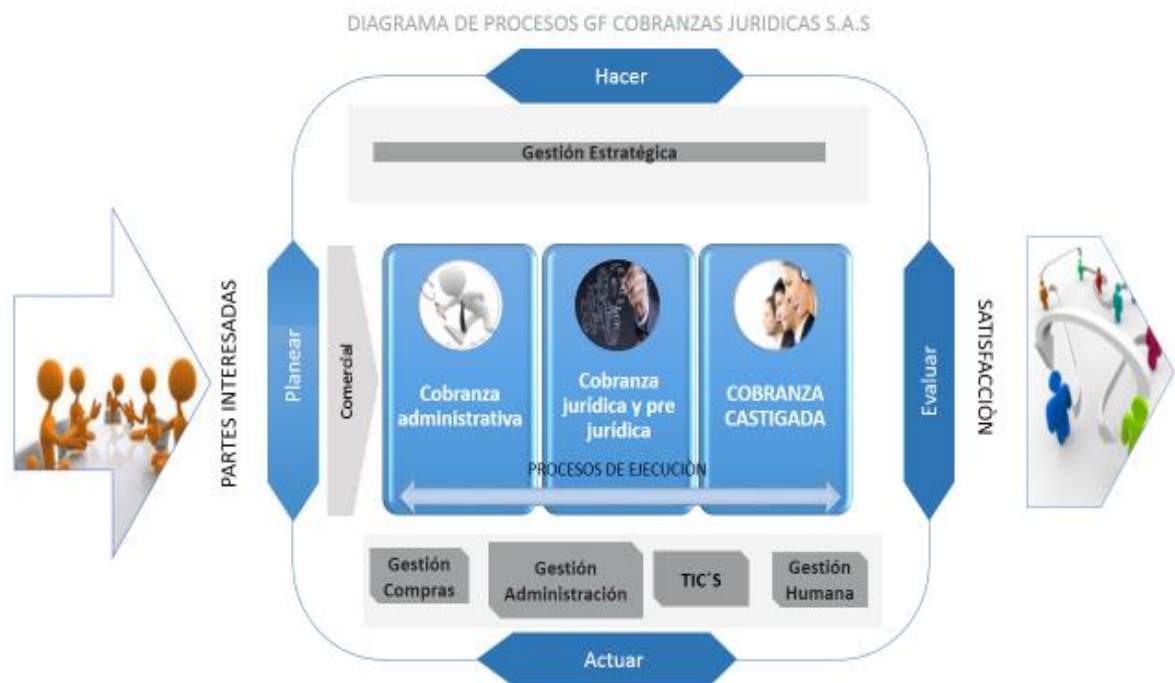 DIAGRAMA DE PROCESOS GF COBRANZAS JURIDICAS S.A.S
Hacer
Gestión Estratégica
PARTES INTERESADAS
Planear
Comercial
Cobranza
administrativa
Cobranza
jurídica y pre
jurídica
COBRANZA
CASTIGADA
PROCESOS DE EJECUCIÒN
Evaluar
SATISFACCIÒN
Gestión
Compras
Gestión
Administración
TIC´S
Gestión
Humana
Actuar